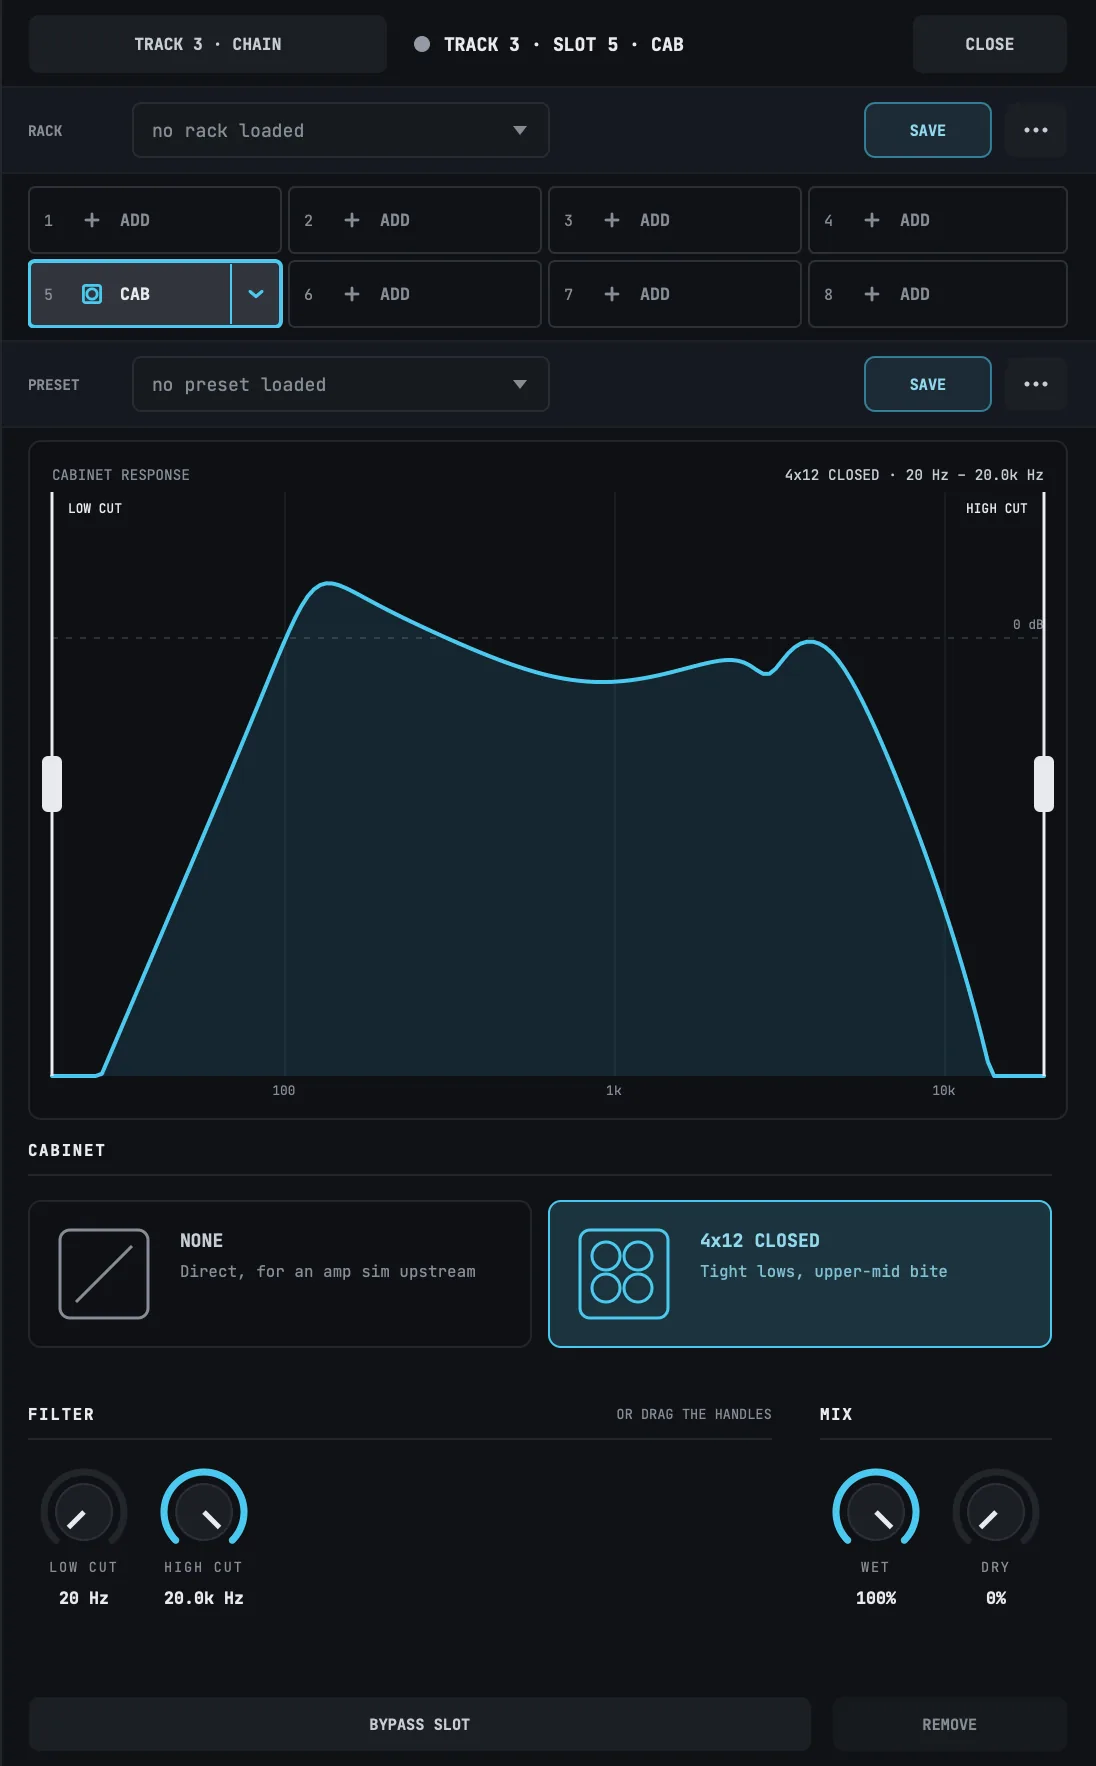 TRACK 3 · CHAIN
TRACK 3 · SLOT 5 · CAB
CLOSE
RACK
no rack loaded
SAVE
1 + ADD
2 + ADD
3 + ADD
4 + ADD
5 CAB
6 + ADD
7 + ADD
8 + ADD
PRESET
no preset loaded
SAVE
CABINET RESPONSE
4x12 CLOSED · 20 Hz – 20.0k Hz
LOW CUT
HIGH CUT
0 dB
100
1k
10k
CABINET
NONE
Direct, for an amp sim upstream
4x12 CLOSED
Tight lows, upper-mid bite
FILTER
OR DRAG THE HANDLES
MIX
LOW CUT
20 Hz
HIGH CUT
20.0k Hz
WET
100%
DRY
0%
BYPASS SLOT
REMOVE